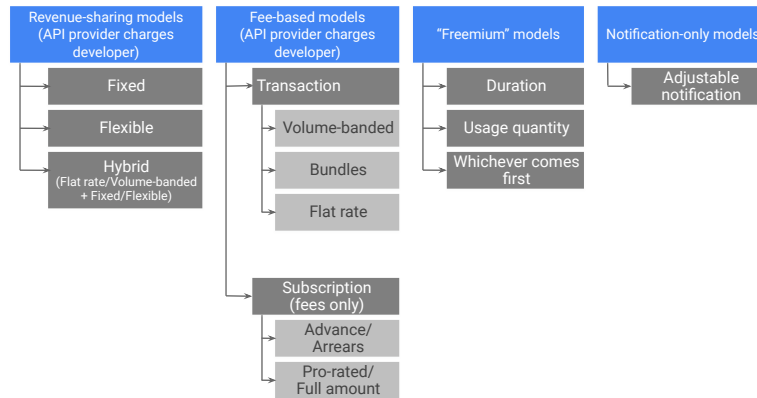 Revenue-sharing models
(API provider charges
developer)
Fixed
Flexible
Hybrid
(Flat rate/Volume-banded
+ Fixed/Flexible)
Fee-based models
(API provider charges
developer)
Transaction
Volume-banded
Bundles
Flat rate
Subscription
(fees only)
Advance/
Arrears
Pro-rated/
Full amount
“Freemium” models
Duration
Usage quantity
Whichever comes
first
Notification-only models
Adjustable
notification